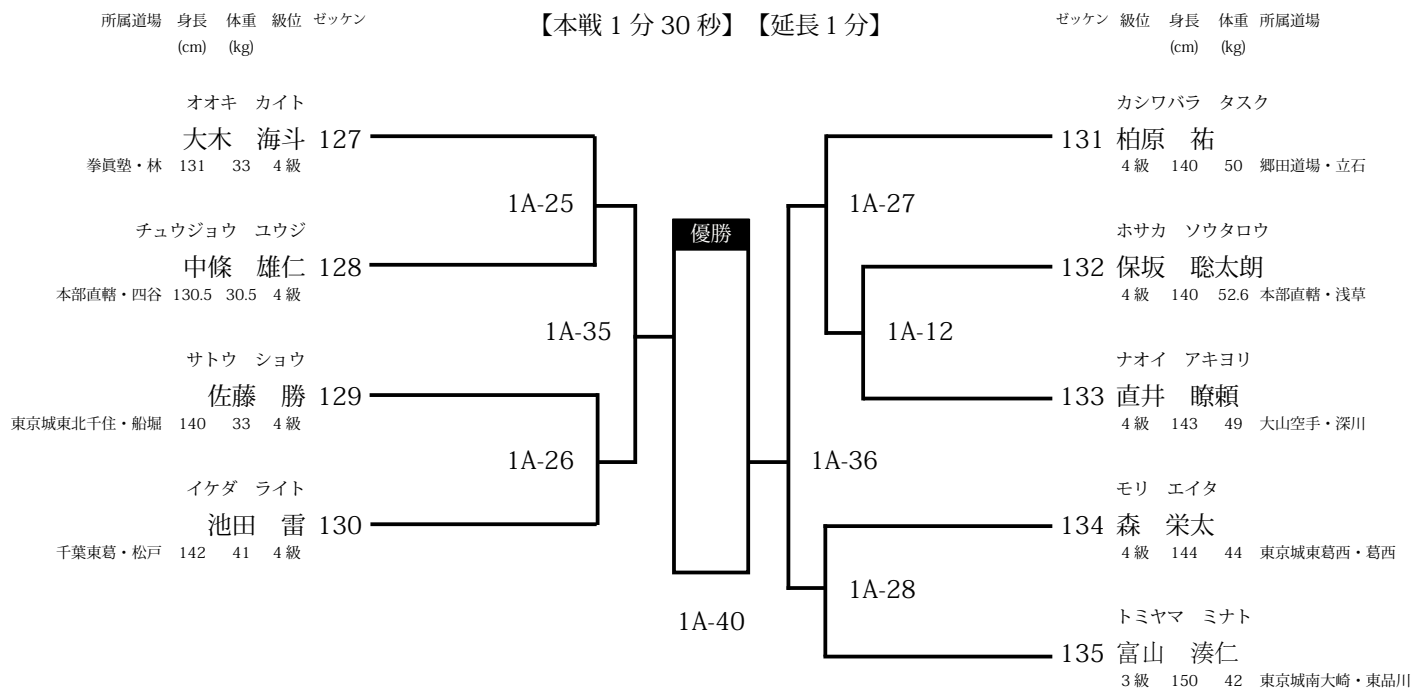 所属道場 身長 体重 級位 ゼッケン
(cm) (kg)
【本戦1分30秒】【延長1分】
ゼッケン 級位 身長 体重 所属道場
(cm) (kg)
オオキ カイト
大木 海斗 127
拳眞塾・林 131 33 4級
1A-25
チュウジョウ ユウジ
中條 雄仁 128
本部直轄・四谷 130.5 30.5 4級
1A-35
サトウ ショウ
佐藤 勝 129
東京城東北千住・船堀 140 33 4級
1A-26
イケダ ライト
池田 雷 130
千葉東葛・松戸 142 41 4級
優勝
1A-40
カシワバラ タスク
131 柏原 祐
4級 140 50 郷田道場・立石
1A-27
ホサカ ソウタロウ
132 保坂 聡太朗
4級 140 52.6 本部直轄・浅草
1A-12
ナオイ アキヨリ
133 直井 瞭頼
4級 143 49 大山空手・深川
1A-36
モリ エイタ
134 森 栄太
4級 144 44 東京城東葛西・葛西
1A-28
トミヤマ ミナト
135 富山 湊仁
3級 150 42 東京城南大崎・東品川